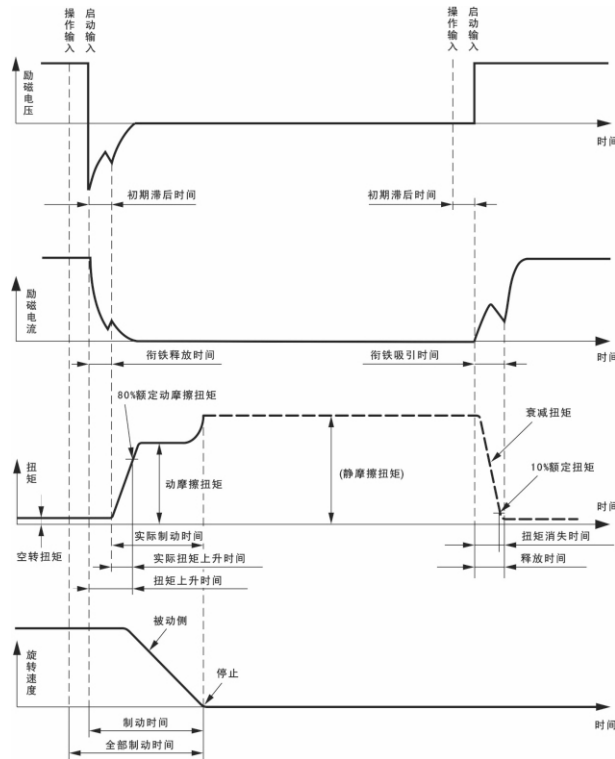 操作输入
启动输入
操作输入
启动输入
励磁电压
时间
初期滞后时间
初期滞后时间
励磁电流
时间
衔铁释放时间
衔铁吸引时间
80%额定动摩擦扭矩
衰减扭矩
扭矩
动摩擦扭矩
(静摩擦扭矩)
10%额定扭矩
时间
空转扭矩
实际制动时间
扭矩消失时间
实际扭矩上升时间
释放时间
扭矩上升时间
被动侧
旋转速度
停止
制动时间
时间
全部制动时间